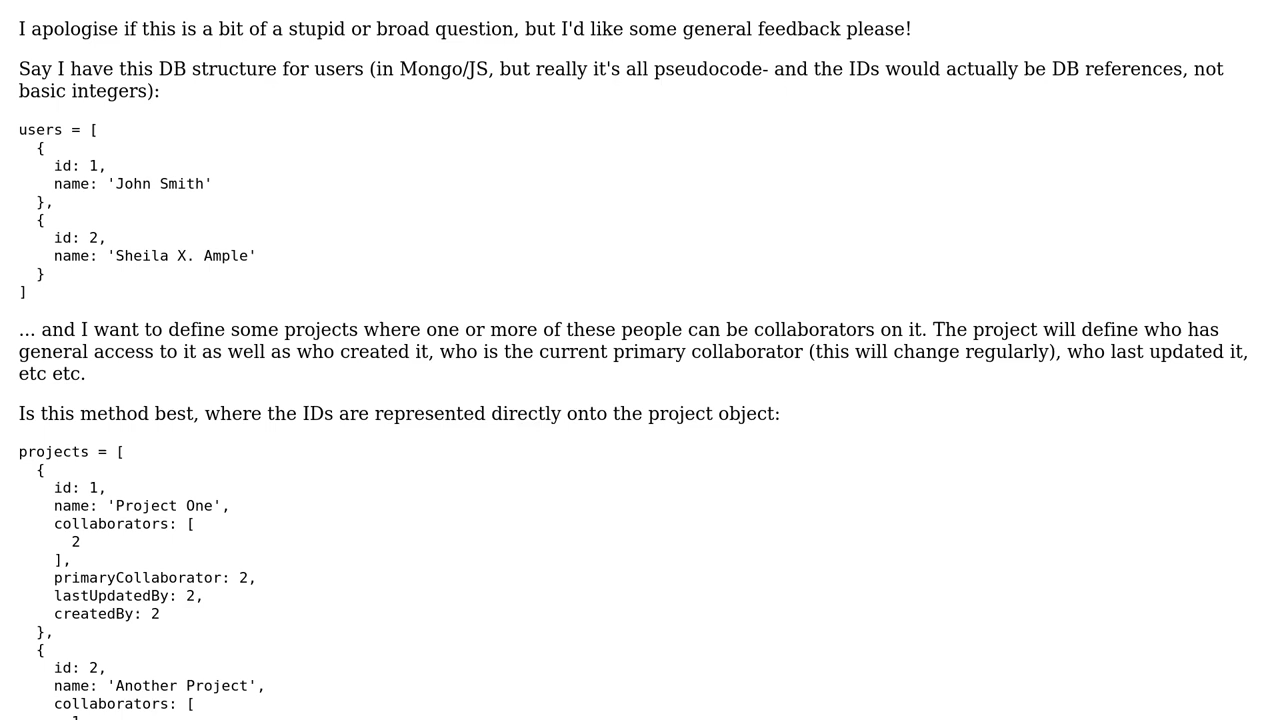 I apologise if this is a bit of a stupid or broad question, but I'd like some general feedback please!
Say I have this DB structure for users (in Mongo/JS, but really it's all pseudocode- and the IDs would actually be DB references, not
basic integers):
users = [
  {
    id: 1,
    name: 'John Smith'
  },
  {
    id: 2,
    name: 'Sheila X. Ample'
  }
]
... and I want to define some projects where one or more of these people can be collaborators on it. The project will define who has
general access to it as well as who created it, who is the current primary collaborator (this will change regularly), who last updated it,
etc etc.
Is this method best, where the IDs are represented directly onto the project object:
projects = [
  {
    id: 1,
    name: 'Project One',
    collaborators: [
      2
    ],
    primaryCollaborator: 2,
    lastUpdatedBy: 2,
    createdBy: 2
  },
  {
    id: 2,
    name: 'Another Project',
    collaborators: [